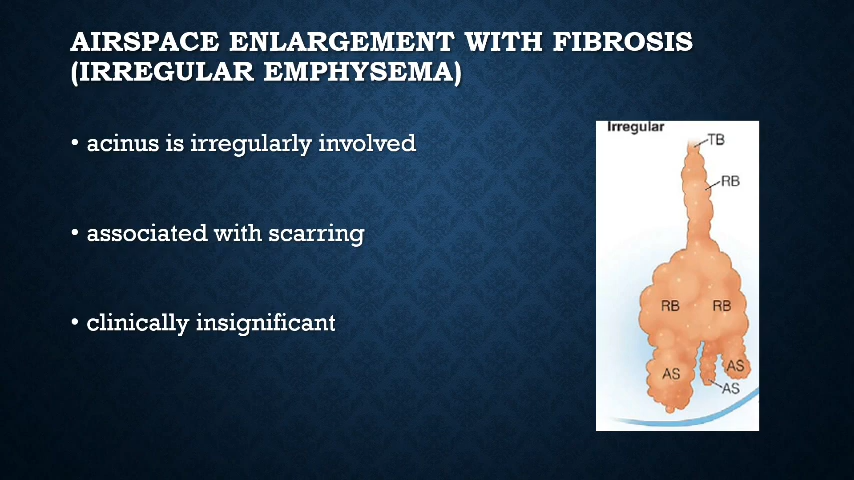 AIRSPACE ENLARGEMENT WITH FIBROSIS
(IRREGULAR EMPHYSEMA)
• acinus is irregularly involved
• associated with scarring
• clinically insignificant
Irregular
TB
RB
RB RB
AS AS
AS